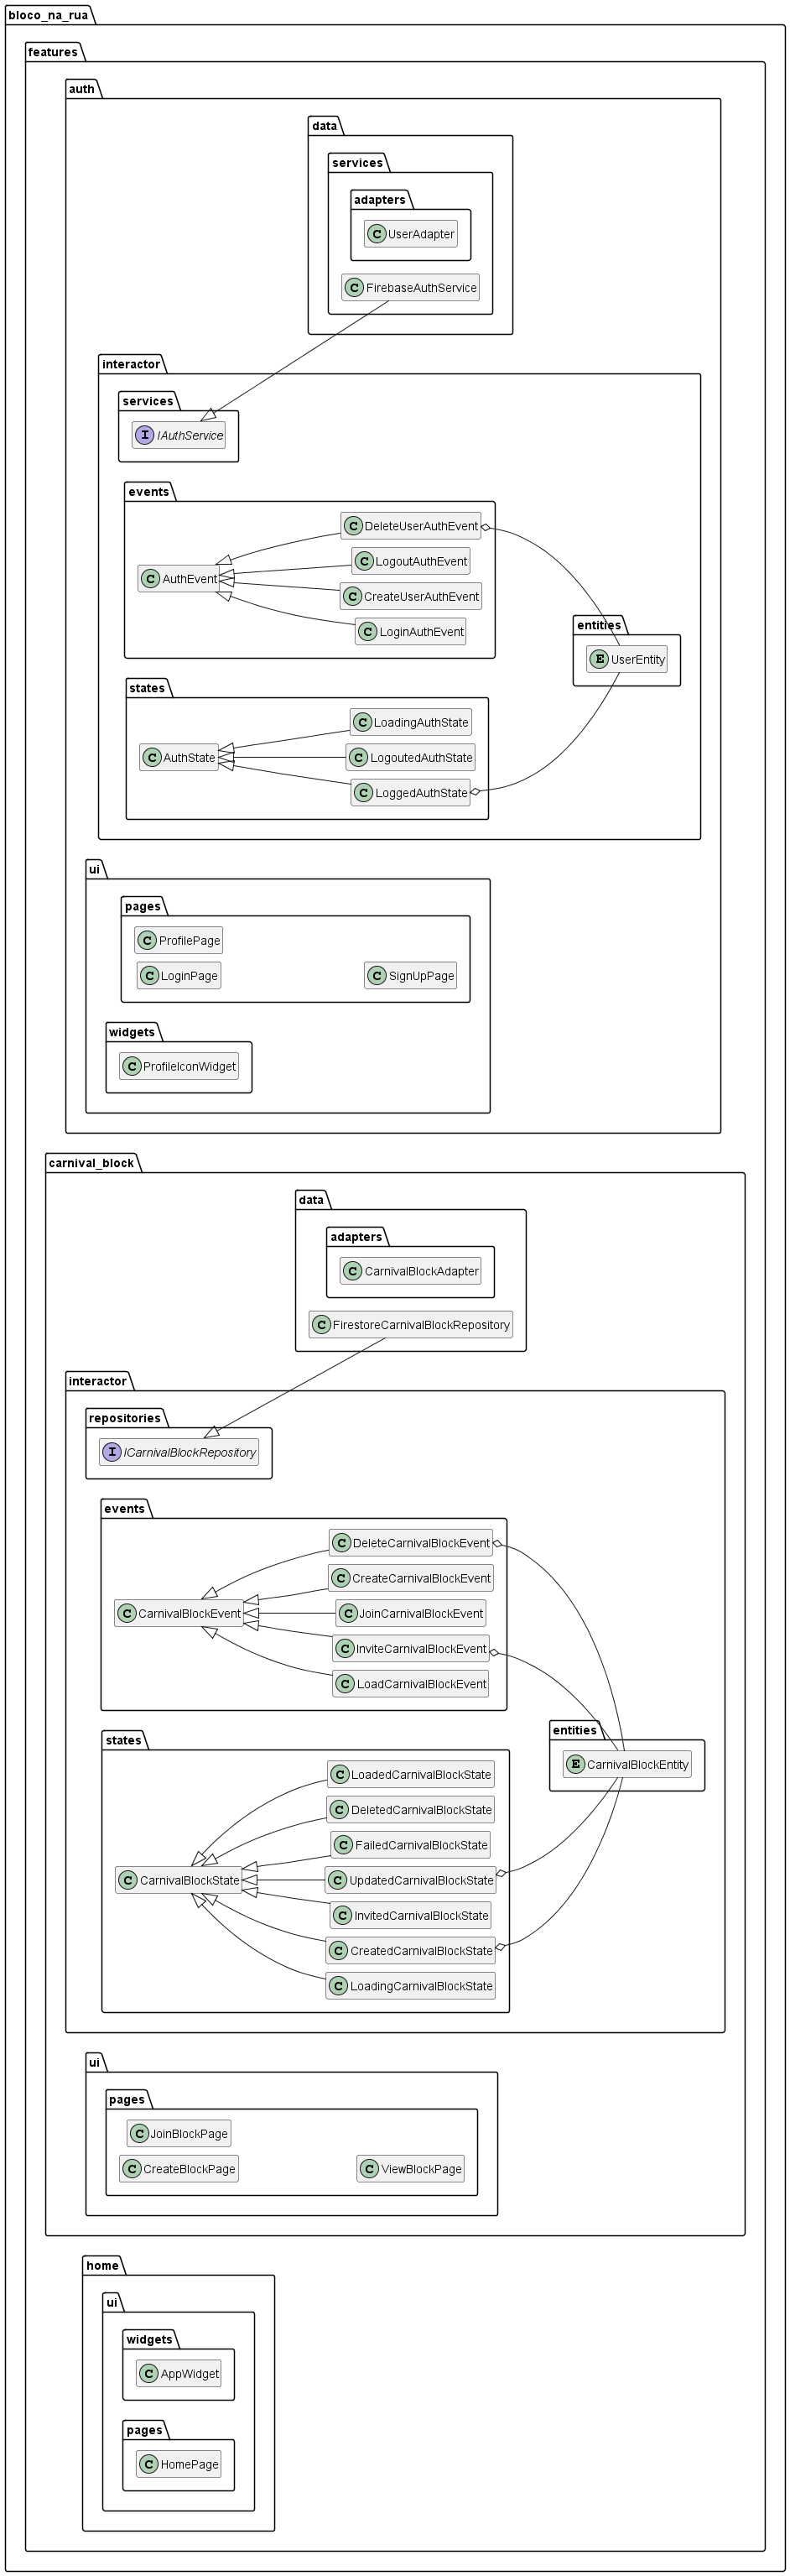 bloco_na_rua
features
auth
data
services
adapters
C UserAdapter
C FirebaseAuthService
interactor
services
I IAuthService
events
C DeleteUserAuthEvent
C LogoutAuthEvent
C AuthEvent
C CreateUserAuthEvent
C LoginAuthEvent
entities
E UserEntity
states
C LoadingAuthState
C AuthState
C LogoutedAuthState
C LoggedAuthState
ui
pages
C ProfilePage
C LoginPage
C SignUpPage
widgets
C ProfileIconWidget
carnival_block
data
adapters
C CarnivalBlockAdapter
C FirestoreCarnivalBlockRepository
interactor
repositories
I ICarnivalBlockRepository
events
C DeleteCarnivalBlockEvent
C CreateCarnivalBlockEvent
C CarnivalBlockEvent
C JoinCarnivalBlockEvent
C InviteCarnivalBlockEvent
C LoadCarnivalBlockEvent
entities
E CarnivalBlockEntity
states
C LoadedCarnivalBlockState
C DeletedCarnivalBlockState
C FailedCarnivalBlockState
C CarnivalBlockState
C UpdatedCarnivalBlockState
C InvitedCarnivalBlockState
C CreatedCarnivalBlockState
C LoadingCarnivalBlockState
ui
pages
C JoinBlockPage
C CreateBlockPage
C ViewBlockPage
home
ui
widgets
C AppWidget
pages
C HomePage